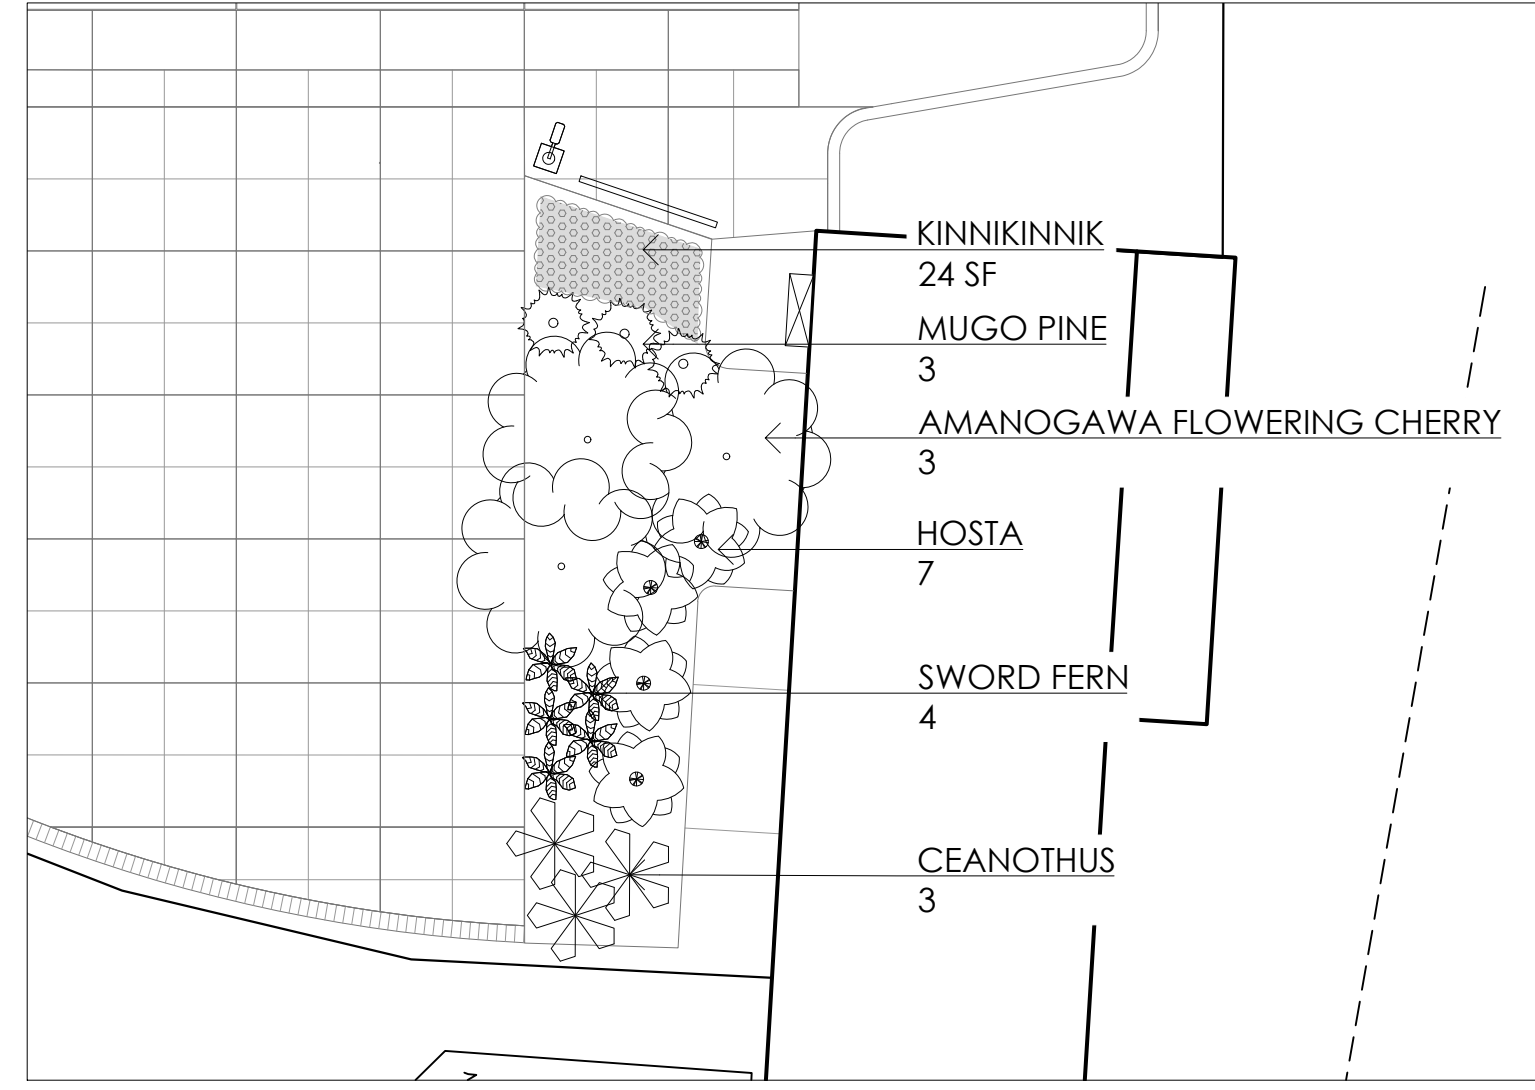 KINNIKINNIK
24 SF
MUGO PINE
3
AMANOGAWA FLOWERING CHERRY
3
HOSTA
7
SWORD FERN
4
CEANOTHUS
3